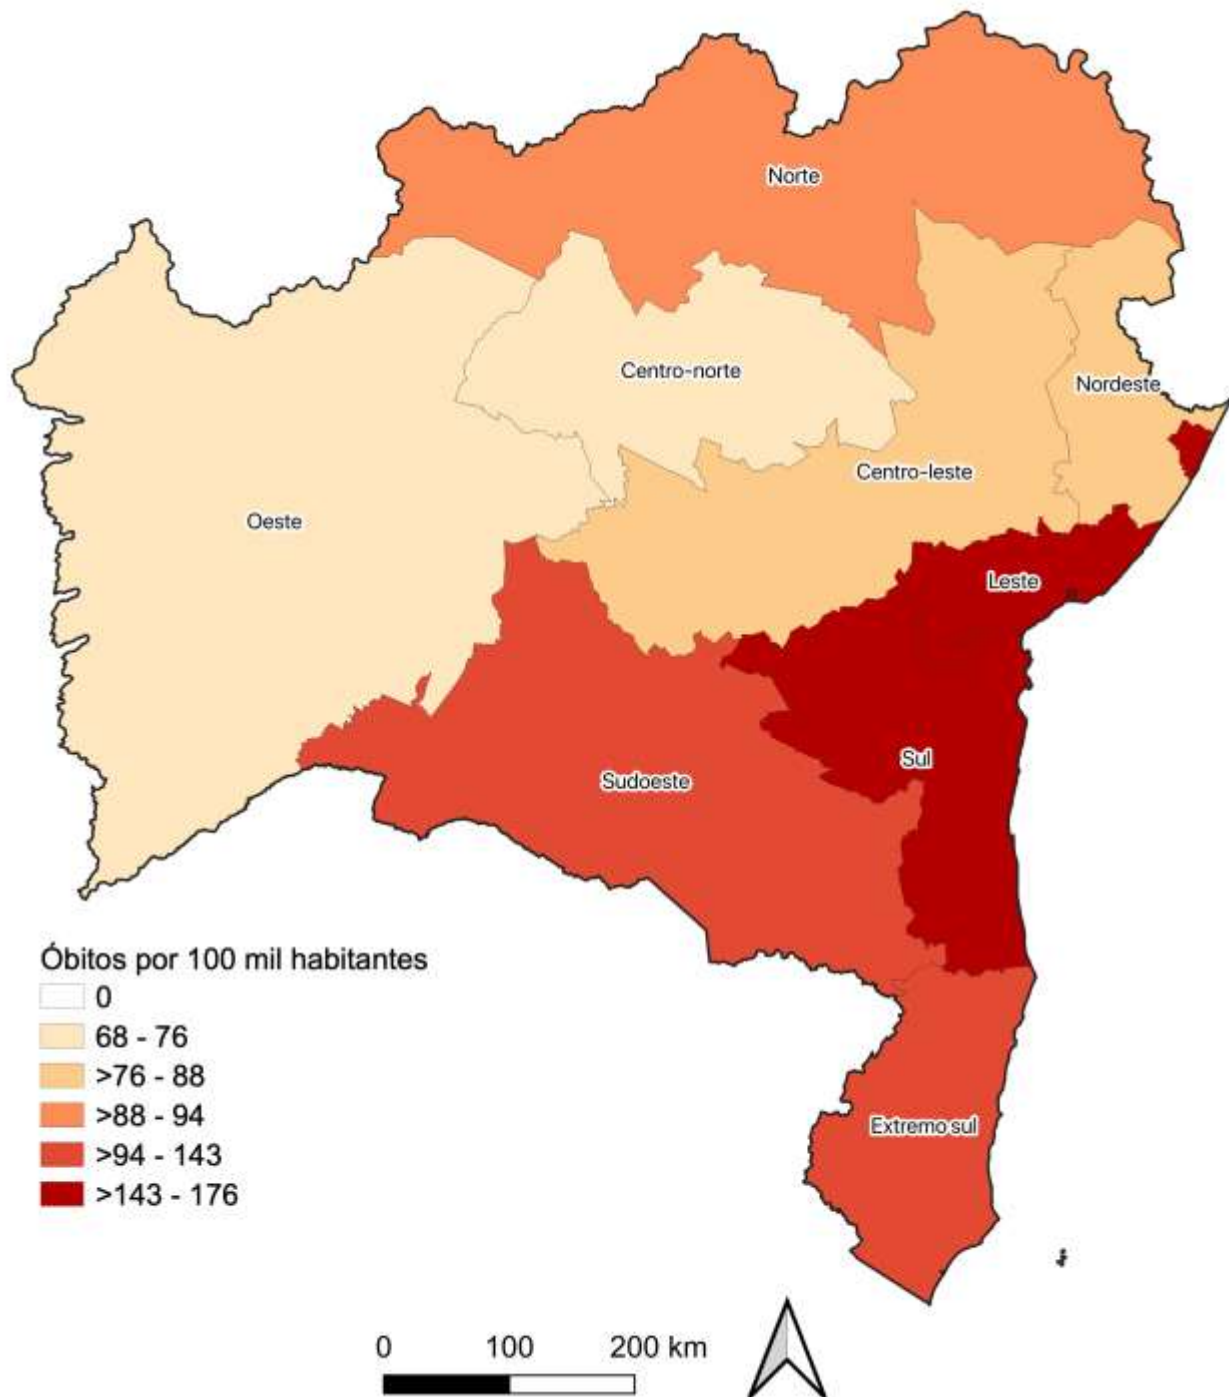 Norte
Centro-norte
Nordeste
Centro-leste
Oeste
Leste
Sul
Sudoeste
Extremo sul
Óbitos por 100 mil habitantes
0
68 - 76
>76 - 88
>88 - 94
>94 - 143
>143 - 176
0 100 200 km